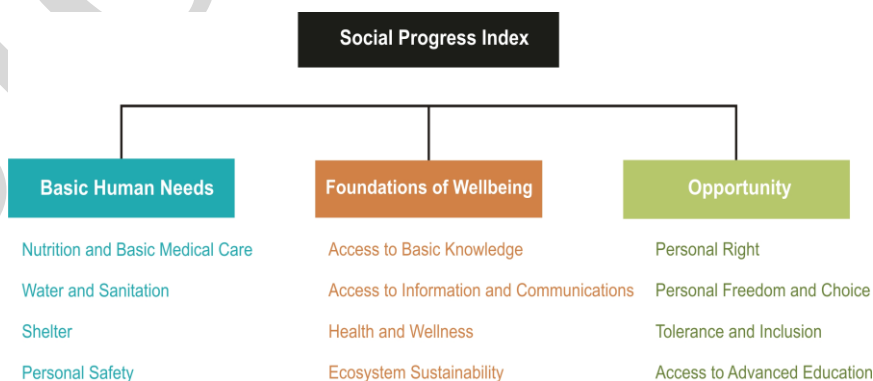 Social Progress Index
Basic Human Needs
Nutrition and Basic Medical Care
Water and Sanitation
Shelter
Personal Safety
Foundations of Wellbeing
Access to Basic Knowledge
Access to Information and Communications
Health and Wellness
Ecosystem Sustainability
Opportunity
Personal Right
Personal Freedom and Choice
Tolerance and Inclusion
Access to Advanced Education